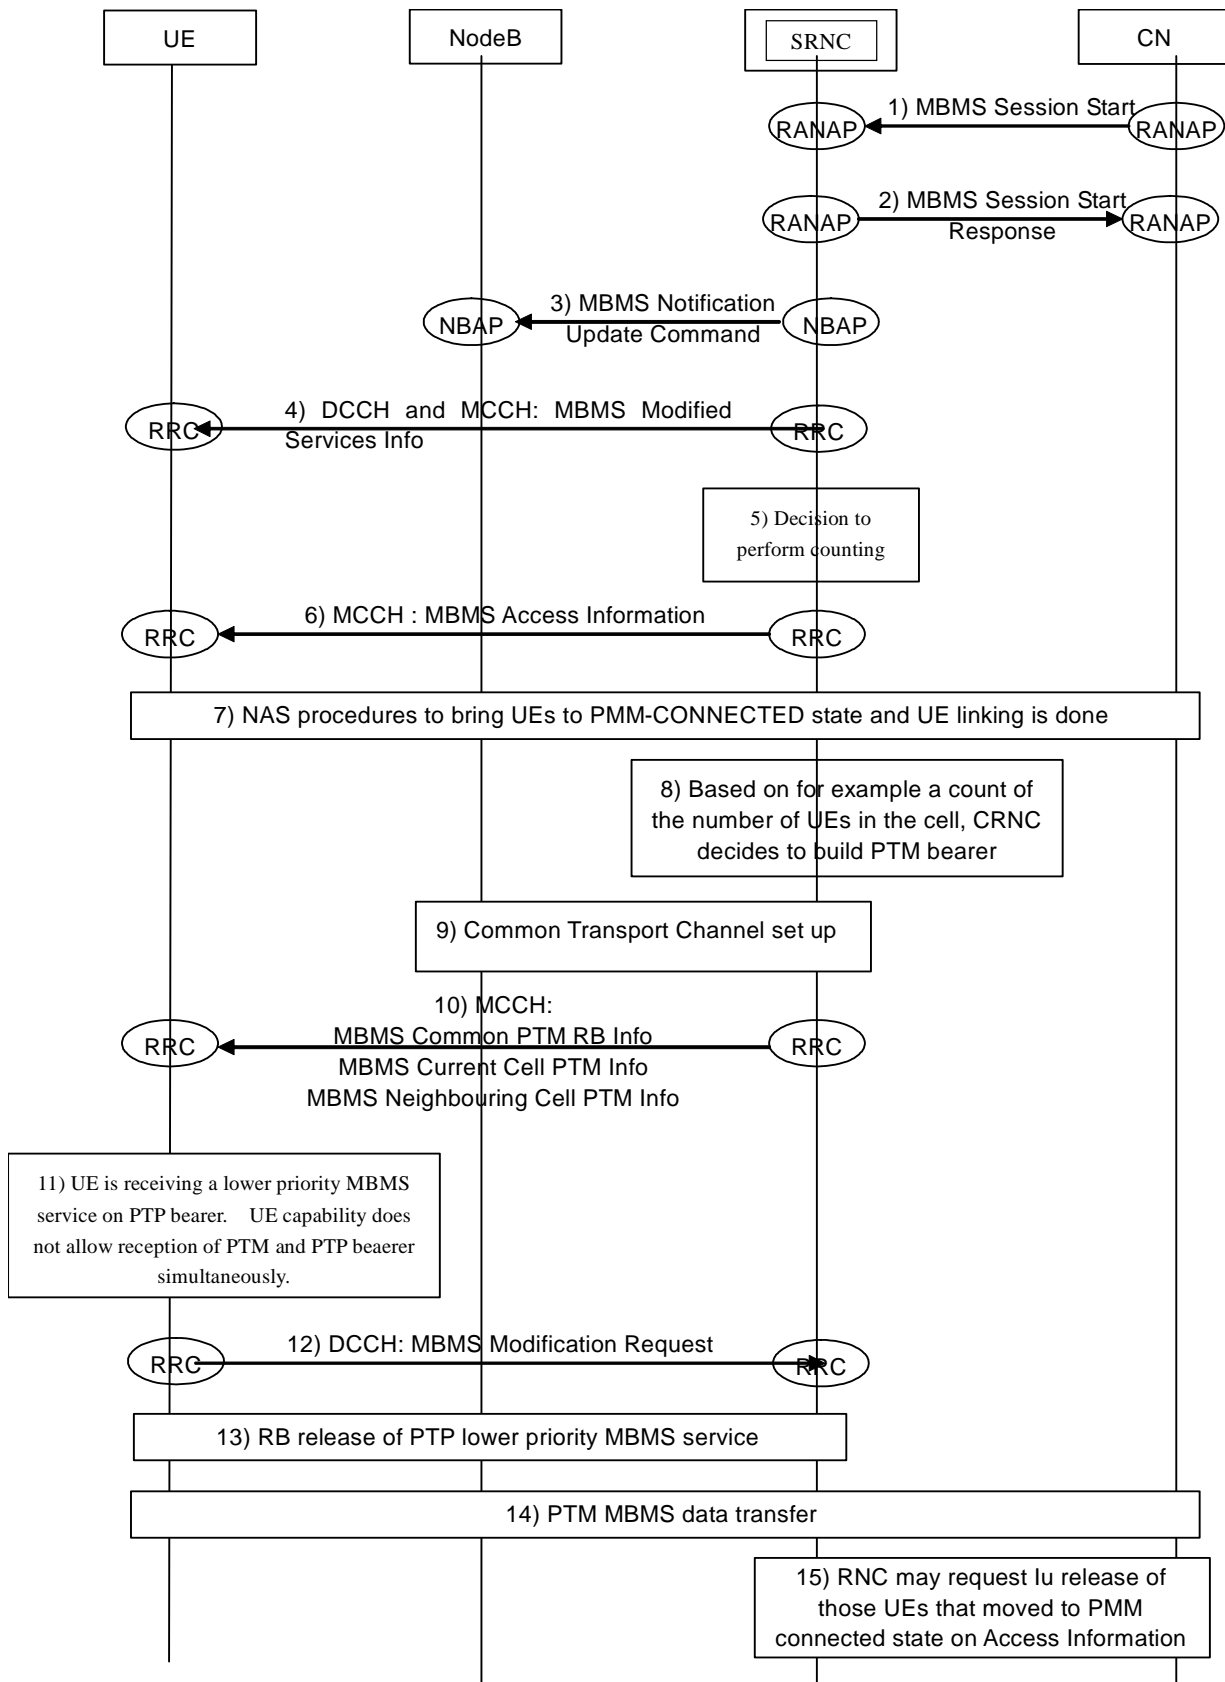 UE
NodeB
SRNC
CN
1) MBMS Session Start
RANAP
RANAP
2) MBMS Session Start
RANAP
RANAP
Response
3) MBMS Notification
NBAP
NBAP
Update Command
4) DCCH and MCCH: MBMS Modified
RRC
RRC
Services Info
5) Decision to
perform counting
6) MCCH : MBMS Access Information
RRC
RRC
7) NAS procedures to bring UEs to PMM-CONNECTED state and UE linking is done
8) Based on for example a count of
the number of UEs in the cell, CRNC
decides to build PTM bearer
9) Common Transport Channel set up
10) MCCH:
MBMS Common PTM RB Info
RRC
RRC
MBMS Current Cell PTM Info
MBMS Neighbouring Cell PTM Info
11) UE is receiving a lower priority MBMS
service on PTP bearer. UE capability does
not allow reception of PTM and PTP beaerer
simultaneously.
12) DCCH: MBMS Modification Request
RRC
RRC
13) RB release of PTP lower priority MBMS service
14) PTM MBMS data transfer
15) RNC may request Iu release of
those UEs that moved to PMM
connected state on Access Information